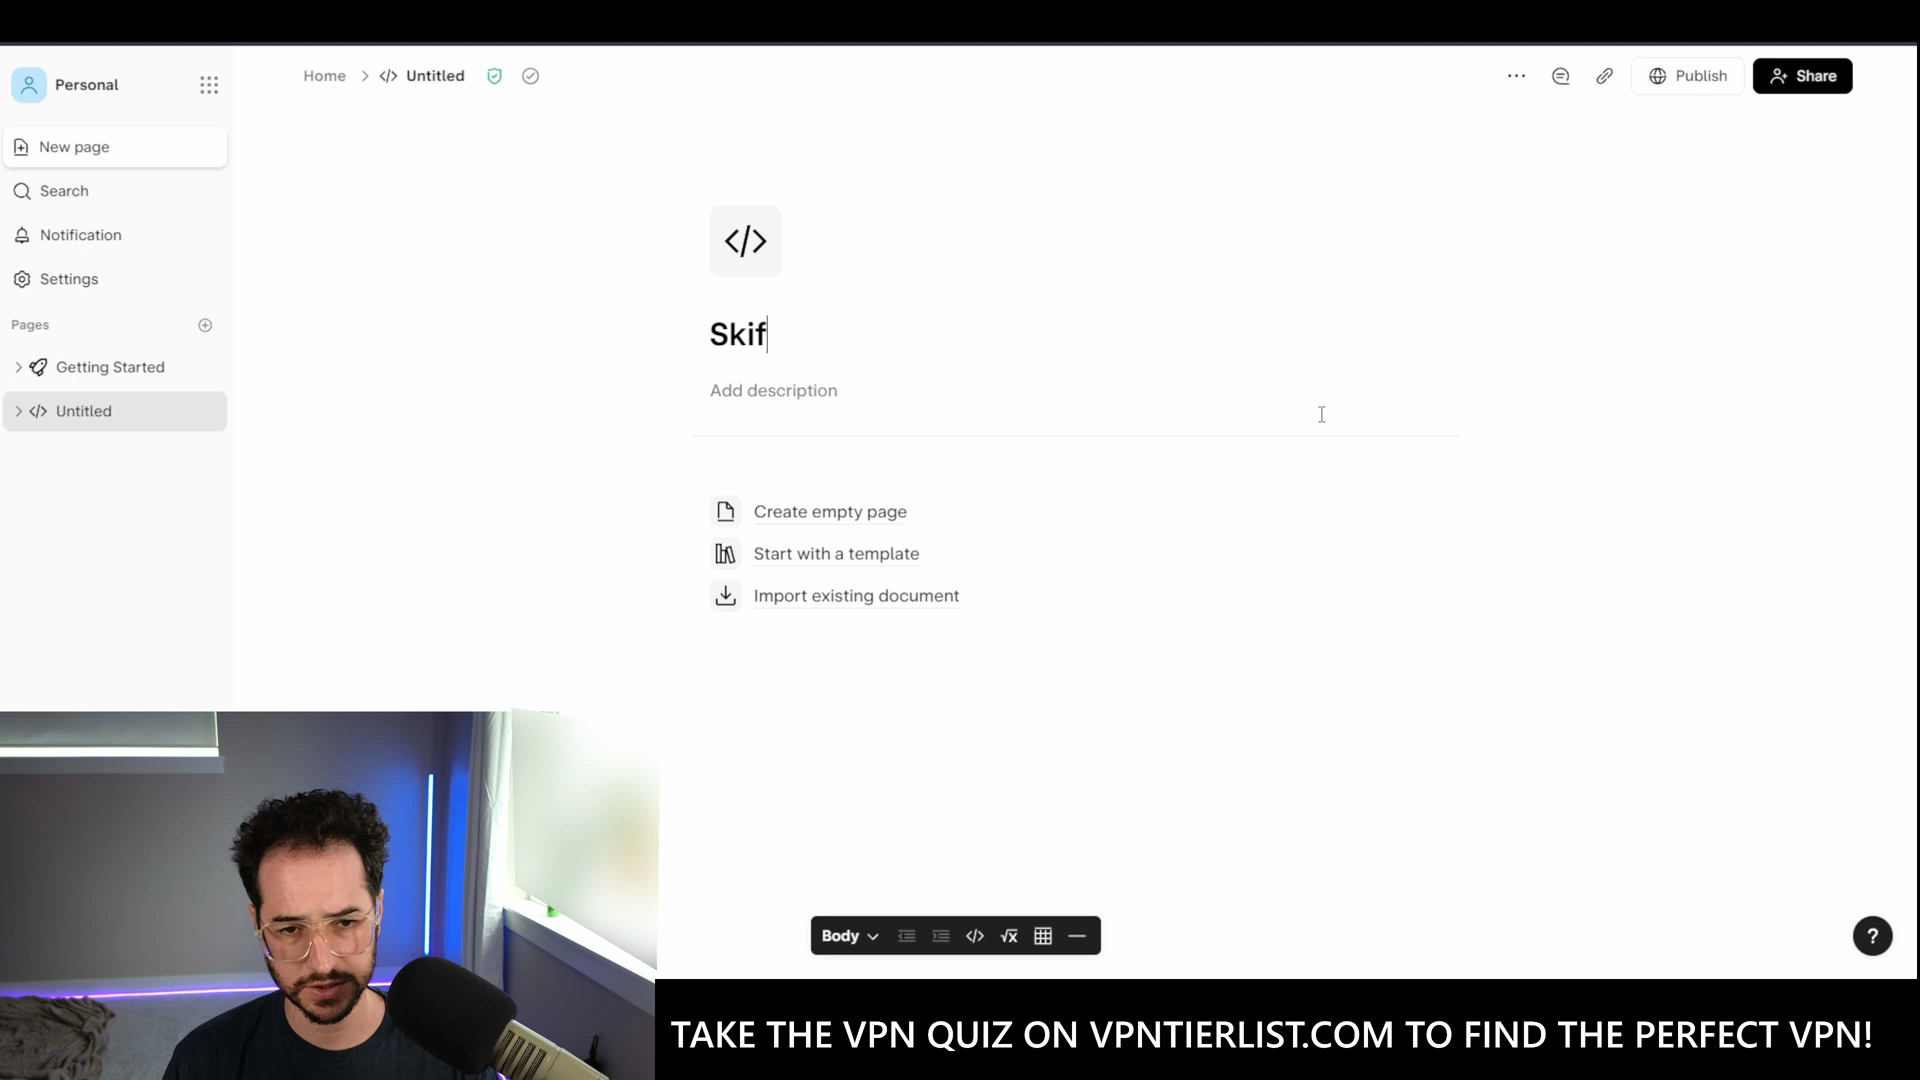 Personal
Home > </> Untitled
Publish
Share
New page
Search
Notification
Settings
Pages
Getting Started
</> Untitled
</>
Skif
Add description
Create empty page
Start with a template
Import existing document
Body </> √x
?
TAKE THE VPN QUIZ ON VPNTIERLIST.COM TO FIND THE PERFECT VPN!